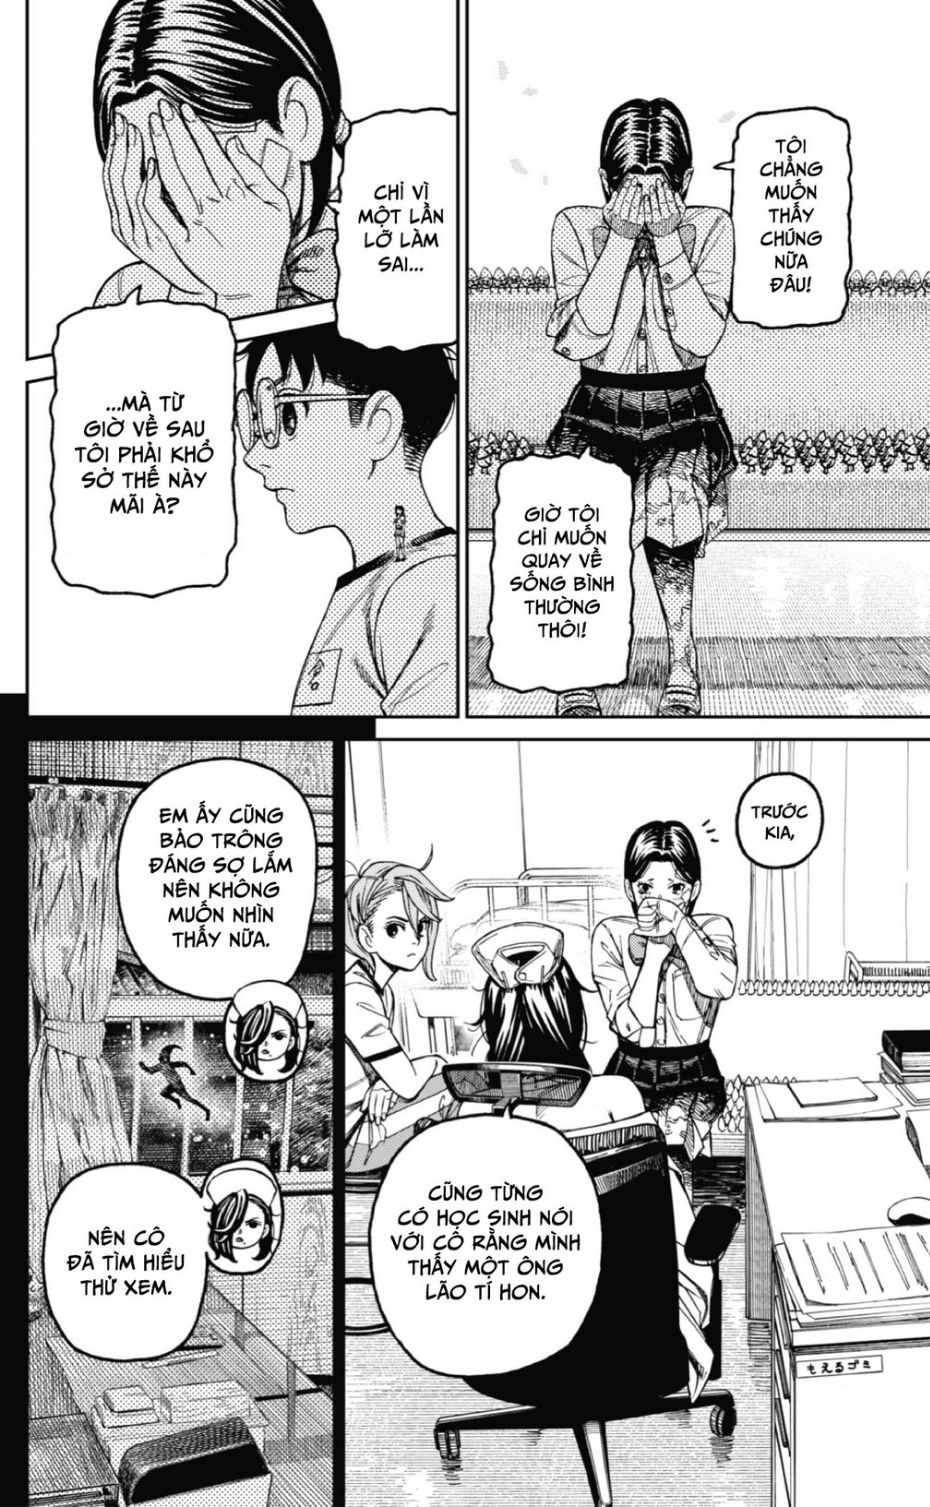 TÔI
CHẲNG
MUỐN
THẤY
CHÚNG
NỮA
ĐÂU!
GIỜ TÔI
CHỈ MUỐN
QUAY VỀ
SỐNG BÌNH
THƯỜNG
THÔI!
CHỈ VÌ
MỘT LẦN
LỠ LÀM
SAI...
...MÀ TỪ
GIỜ VỀ SAU
TÔI PHẢI KHỔ
SỞ THẾ NÀY
MÃI À?
TRƯỚC
KIA,
CŨNG TỪNG
CÓ HỌC SINH NÓI
VỚI CÔ RẰNG MÌNH
THẤY MỘT ÔNG
LÃO TÍ HON.
もえるゴミ
EM ẤY CŨNG
BẢO TRÔNG
ĐÁNG SỢ LẮM
NÊN KHÔNG
MUỐN NHÌN
THẤY NỮA.
NÊN CÔ
ĐÃ TÌM HIỂU
THỬ XEM.